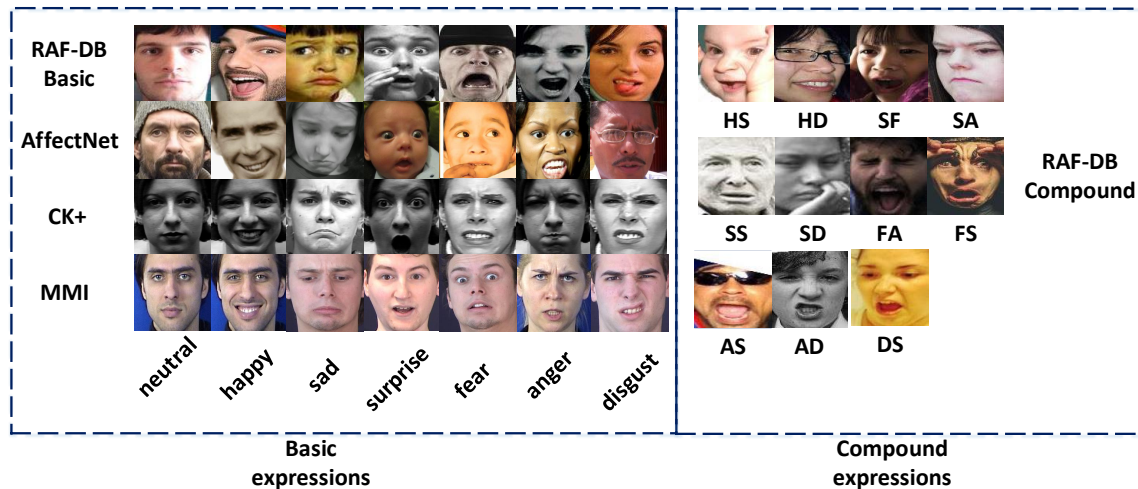 RAF-DB
Basic
AffectNet
CK+
MMI
neutral
happy
sad
surprise
fear
anger
disgust
Basic
expressions
HS HD SF SA
RAF-DB
Compound
SS SD FA FS
AS AD DS
Compound
expressions